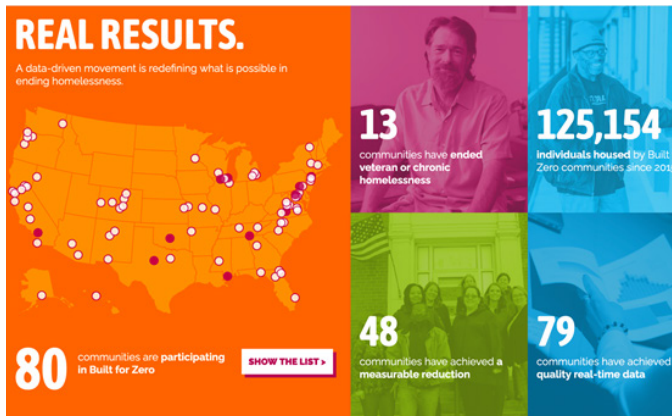 REAL RESULTS.
A data-driven movement is redefining what is possible in
ending homelessness.
80
communities are participating
in Built for Zero
SHOW THE LIST >
13
communities have ended
veteran or chronic
homelessness
125,154
individuals housed by Built
Zero communities since 201
48
communities have achieved a
measurable reduction
79
communities have achieved
quality real-time data